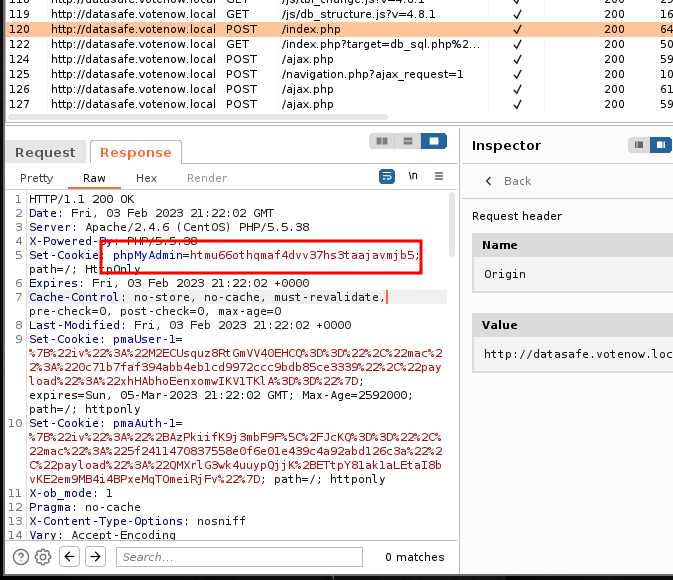 118 http://datasafe.votenow.local GET /js/tbl_change.js?v=4.8.1 ✓ 200 16
119 http://datasafe.votenow.local GET /js/db_structure.js?v=4.8.1 ✓ 200 16
120 http://datasafe.votenow.local POST /index.php ✓ 200 64
122 http://datasafe.votenow.local GET /index.php?target=db_sql.php%2... ✓ 200 50
124 http://datasafe.votenow.local POST /ajax.php ✓ 200 59
125 http://datasafe.votenow.local POST /navigation.php?ajax_request=1 ✓ 200 10
126 http://datasafe.votenow.local POST /ajax.php ✓ 200 61
127 http://datasafe.votenow.local POST /ajax.php ✓ 200 59
Request Response
Pretty Raw Hex Render \n
1 HTTP/1.1 200 OK
2 Date: Fri, 03 Feb 2023 21:22:02 GMT
3 Server: Apache/2.4.6 (CentOS) PHP/5.5.38
4 X-Powered-By: PHP/5.5.38
5 Set-Cookie: phpMyAdmin=htmu66othqmaf4dvv37hs3taajavmjb5;
path=/; HttpOnly
6 Expires: Fri, 03 Feb 2023 21:22:02 +0000
7 Cache-Control: no-store, no-cache, must-revalidate,
pre-check=0, post-check=0, max-age=0
8 Last-Modified: Fri, 03 Feb 2023 21:22:02 +0000
9 Set-Cookie: pmaUser-1=
%7B%22iv%22%3A%22M2ECUsquz8RtGmVV40EHCQ%3D%3D%22%2C%22mac%2
2%3A%220c71b7faf394abb4eb1cd9972ccc9bdb85ce3339%22%2C%22pay
load%22%3A%22xhHAbhoEenxomwIKV1TKlA%3D%3D%22%7D;
expires=Sun, 05-Mar-2023 21:22:02 GMT; Max-Age=2592000;
path=/; httponly
10 Set-Cookie: pmaAuth-1=
%7B%22iv%22%3A%22%2BAzPkiifK9j3mbF9F%5C%2FJcKQ%3D%3D%22%2C%
22mac%22%3A%225f2411470837558e0f6e01e439c4a92abd126c3a%22%2
C%22payload%22%3A%22QMXrlG3wk4uuypQjjK%2BETtpY81ak1aLEtaI8b
vKE2em9MB4i4BPxeMqTOmeiRjFv%22%7D; path=/; httponly
11 X-ob_mode: 1
12 Pragma: no-cache
13 X-Content-Type-Options: nosniff
14 Vary: Accept-Encoding
Search... 0 matches
Inspector
Back
Request header
Name
Origin
Value
http://datasafe.votenow.loc